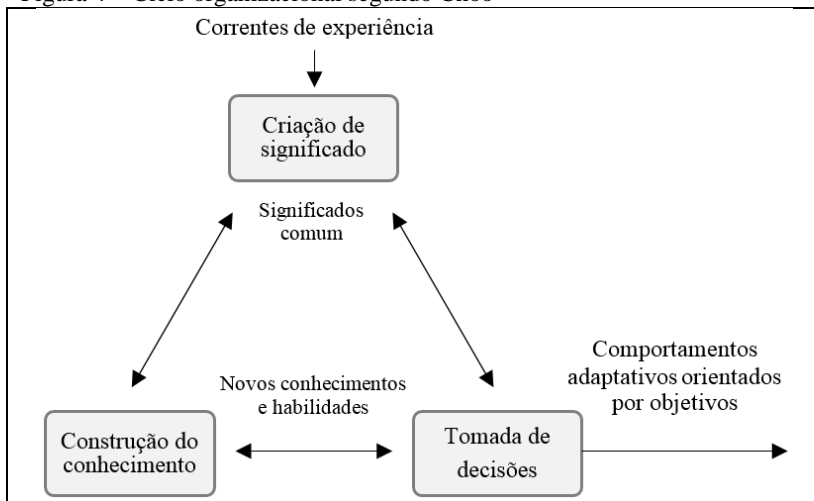 Correntes de experiência
Criação de
significado
Significados
comum
Novos conhecimentos
e habilidades
Comportamentos
adaptativos orientados
por objetivos
Construção do
conhecimento
Tomada de
decisões